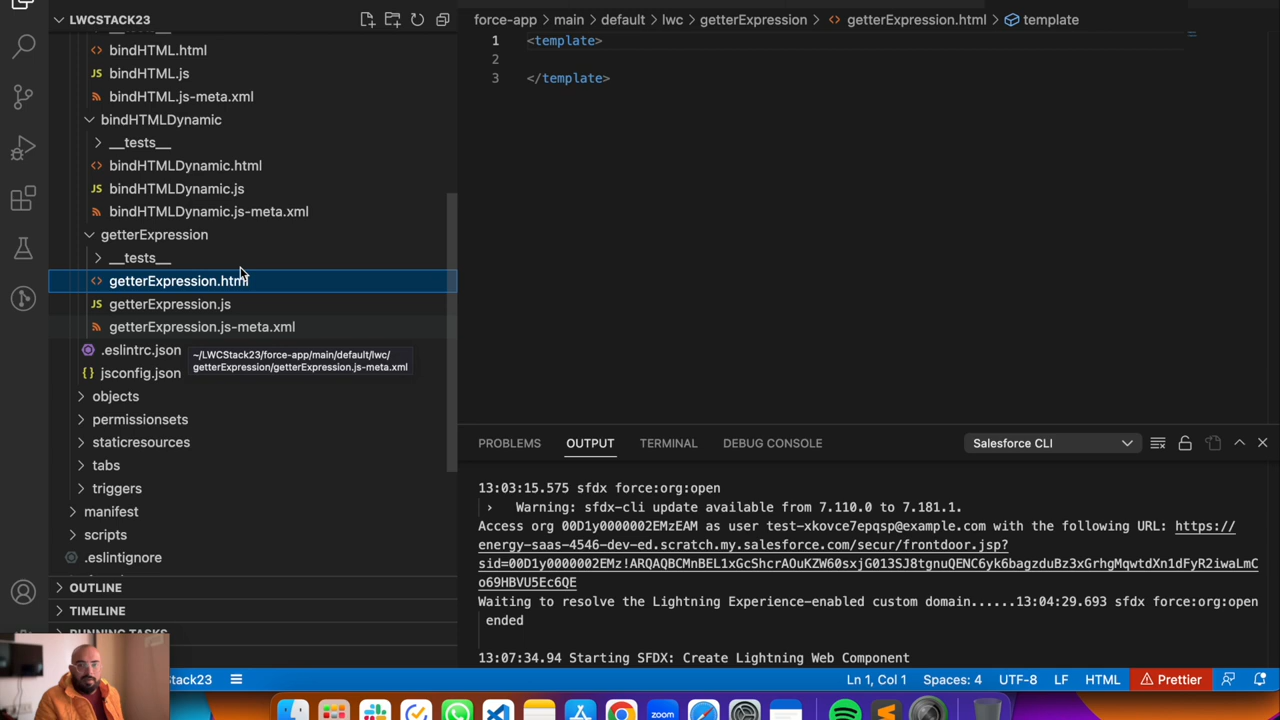 LWCSTACK23
__tests__
bindHTML.html
JS bindHTML.js
bindHTML.js-meta.xml
bindHTMLDynamic
__tests__
bindHTMLDynamic.html
JS bindHTMLDynamic.js
bindHTMLDynamic.js-meta.xml
getterExpression
__tests__
getterExpression.html
JS getterExpression.js
getterExpression.js-meta.xml
.eslintrc.json
~/LWCStack23/force-app/main/default/lwc/
getterExpression/getterExpression.js-meta.xml
{} jsconfig.json
objects
permissionsets
staticresources
tabs
triggers
manifest
scripts
.eslintignore
OUTLINE
TIMELINE
RUNNING TASKS
force-app > main > default > lwc > getterExpression > <> getterExpression.html > template
1 <template>
2
3 </template>
PROBLEMS OUTPUT TERMINAL DEBUG CONSOLE Salesforce CLI
13:03:15.575 sfdx force:org:open
› Warning: sfdx-cli update available from 7.110.0 to 7.181.1.
Access org 00D1y0000002EMzEAM as user test-xkovce7epqsp@example.com with the following URL: https://
energy-saas-4546-dev-ed.scratch.my.salesforce.com/secur/frontdoor.jsp?
sid=00D1y0000002EMz!ARQAQBCMnBEL1xGcShcrAOuKZW60sxjG013SJ8tgnuQENC6yk6bagzduBz3xGrhgMqwtdXn1dFyR2iwaLmC
o69HBVU5Ec6QE
Waiting to resolve the Lightning Experience-enabled custom domain......13:04:29.693 sfdx force:org:open
ended
13:07:34.94 Starting SFDX: Create Lightning Web Component
Stack23 Ln 1, Col 1 Spaces: 4 UTF-8 LF HTML Prettier
zoom